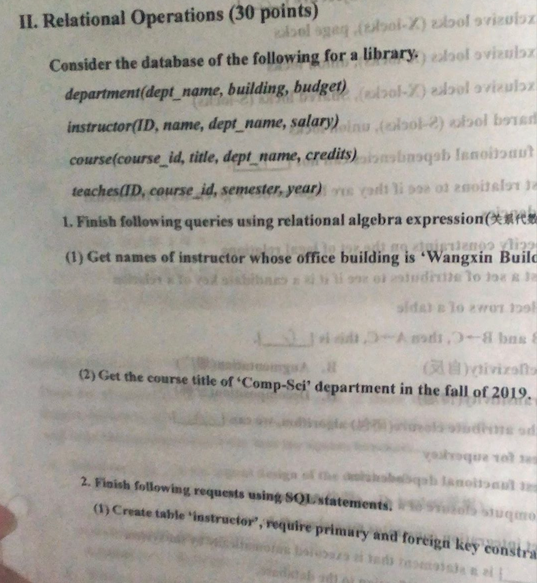 II. Relational Operations (30 points)
Consider the database of the following for a library.
department(dept_name, building, budget)
instructor(ID, name, dept_name, salary)
course(course_id, title, dept_name, credits)
teaches(ID, course_id, semester, year)
1. Finish following queries using relational algebra expression(关系代数
(1) Get names of instructor whose office building is ‘Wangxin Build
(2) Get the course title of ‘Comp-Sci’ department in the fall of 2019.
2. Finish following requests using SQL statements.
(1) Create table ‘instructor’, require primary and foreign key constra